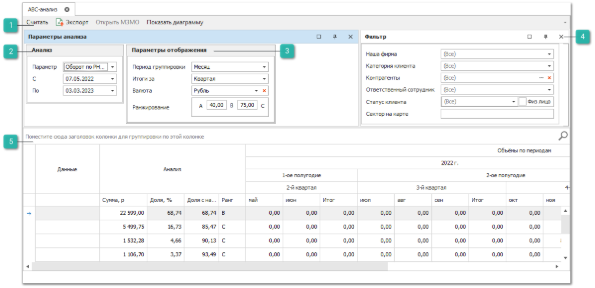 ABC-анализ
1 Считать Экспорт Открыть МЭМО Показать диаграмму
Параметры анализа
Фильтр 4
2 Анализ
Параметр Оборот по РН...
С 07.05.2022
По 03.03.2023
Параметры отображения 3
Период группировки Месяц
Итоги за Квартал
Валюта Рубль
Ранжирование A 40,00 B 75,00 C
Наша фирма (Все)
Категория клиента (Все)
Контрагенты (Все)
Ответственный сотрудник (Все)
Статус клиента (Все) Физ лицо
Сектор на карте
5 Поместите сюда заголовок колонки для группировки по этой колонке
Данные Анализ Объемы по периодам
2022 г.
1-ое полугодие 2-ое полугодие
2-й квартал 3-й квартал
Сумма, р Доля, % Доля с на... Ранг май июн Итог июл авг сен Итог окт ноя
22 599,00 68,74 68,74 B 0,00 0,00 0,00 0,00 0,00 0,00 0,00 0,00
5 499,75 16,73 85,47 C 0,00 0,00 0,00 0,00 0,00 0,00 0,00 0,00
1 532,28 4,66 90,13 C 0,00 0,00 0,00 0,00 0,00 0,00 0,00 0,00
1 106,70 3,37 93,49 C 0,00 0,00 0,00 0,00 0,00 0,00 0,00 0,00